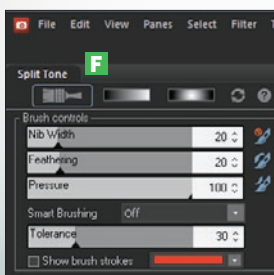 File Edit View Panes Select Filter
Split Tone F
Brush controls
Nib Width 20
Feathering 20
Pressure 100
Smart Brushing Off
Tolerance 30
Show brush strokes